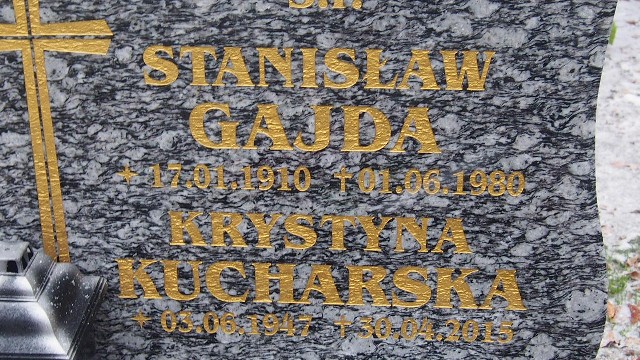 Ś.P.
STANISŁAW
GAJDA
✦ 17.01.1910 ✝ 01.06.1980
KRYSTYNA
KUCHARSKA
✦ 03.06.1947 ✝ 30.04.2015